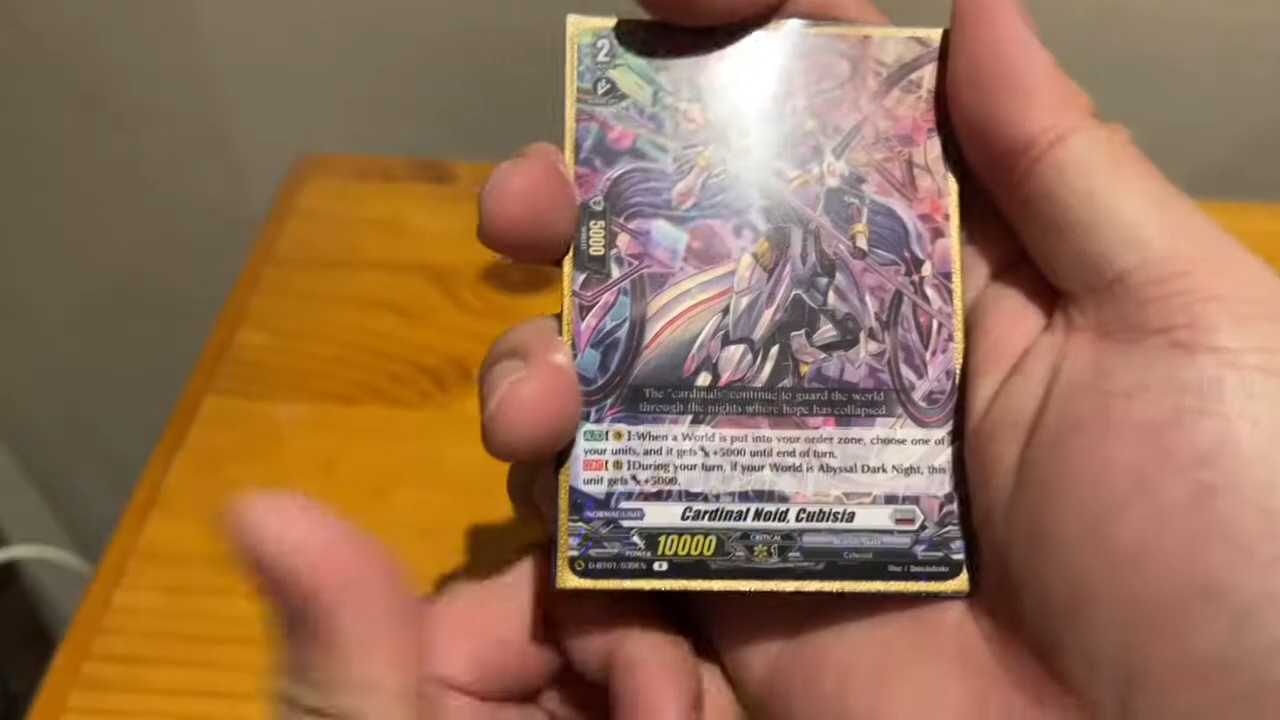 2
5000
The "cardinals" continue to guard the world
through the nights where hope has collapsed.
AUTO [ ]:When a World is put into your order zone, choose one of
your units, and it gets +5000 until end of turn.
CONT [ ]During your turn, if your World is Abyssal Dark Night, this
unit gets +5000.
NORMAL UNIT
Cardinal Noid, Cubisia
POWER 10000
CRITICAL
1
Cyberoid
D-BT01/039EN R